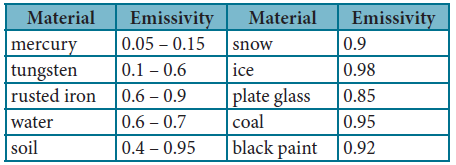 Material Emissivity Material Emissivity
mercury 0.05 – 0.15 snow 0.9
tungsten 0.1 – 0.6 ice 0.98
rusted iron 0.6 – 0.9 plate glass 0.85
water 0.6 – 0.7 coal 0.95
soil 0.4 – 0.95 black paint 0.92